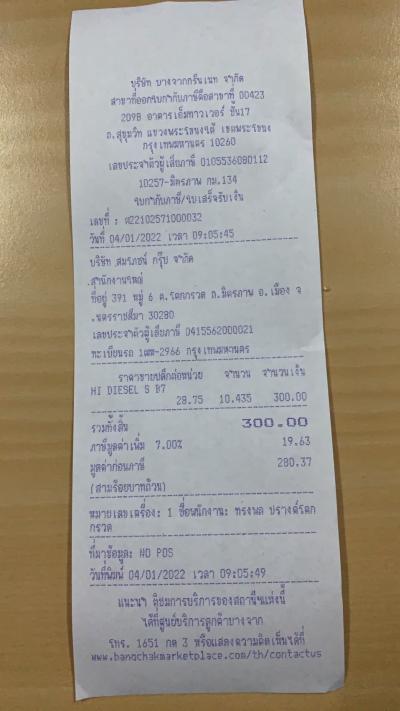 บริษัท บางจากกรีนเนท จำกัด
สาขาที่ออกใบกำกับภาษีคือสาขาที่ 00423
2098 อาคารเอ็มทาวเวอร์ ชั้น17
ถ.สุขุมวิท แขวงพระโขนงใต้ เขตพระโขนง
กรุงเทพมหานคร 10260
เลขประจำตัวผู้เสียภาษี 0105536080112
10257-มิตรภาพ กม.134
ใบกำกับภาษี/ใบเสร็จรับเงิน
เลขที่ : M22102571000032
วันที่ 04/01/2022 เวลา 09:05:45
บริษัท สมโภชน์ กรุ๊ป จำกัด
สำนักงานใหญ่
ที่อยู่ 391 หมู่ 6 ต.โคกกรวด ถ.มิตรภาพ อ.เมือง จ
.นครราชสีมา 30280
เลขประจำตัวผู้เสียภาษี 0415562000021
ทะเบียนรถ 1ฒฒ-2966 กรุงเทพมหานคร
ราคาขายปลีกต่อหน่วย จำนวน จำนวนเงิน
HI DIESEL S B7
28.75 10.435 300.00
รวมทั้งสิ้น 300.00
ภาษีมูลค่าเพิ่ม 7.00% 19.63
มูลค่าก่อนภาษี 280.37
(สามร้อยบาทถ้วน)
หมายเลขเครื่อง: 1 ชื่อพนักงาน: ทรงพล ปรางค์โคก
กรวด
ที่มาข้อมูล: NO POS
วันที่พิมพ์ 04/01/2022 เวลา 09:05:49
แนะนำ ติชมการบริการของสถานีฯแห่งนี้
ได้ที่ศูนย์บริการลูกค้าบางจาก
โทร. 1651 กด 3 หรือแสดงความคิดเห็นได้ที่
www.bangchakmarketplace.com/th/contactus